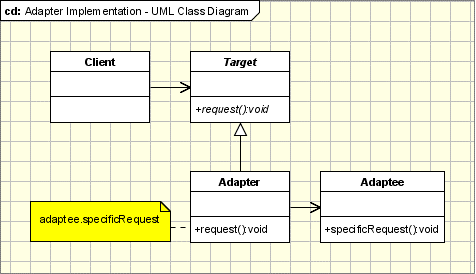 cd: Adapter Implementation - UML Class Diagram
Client
Target
+request():void
Adapter
Adaptee
adaptee.specificRequest
+request():void
+specificRequest():void